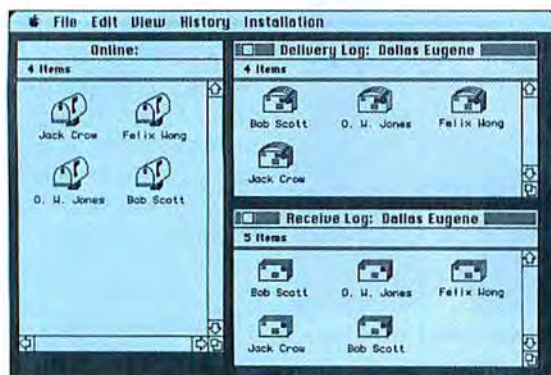 File Edit View History Installation
Online:
4 Items
Jack Crow Felix Wong
O. W. Jones Bob Scott
Delivery Log: Dallas Eugene
4 Items
Bob Scott O. W. Jones Felix Wong
Jack Crow
Receive Log: Dallas Eugene
5 Items
Bob Scott O. W. Jones Felix Wong
Jack Crow Bob Scott